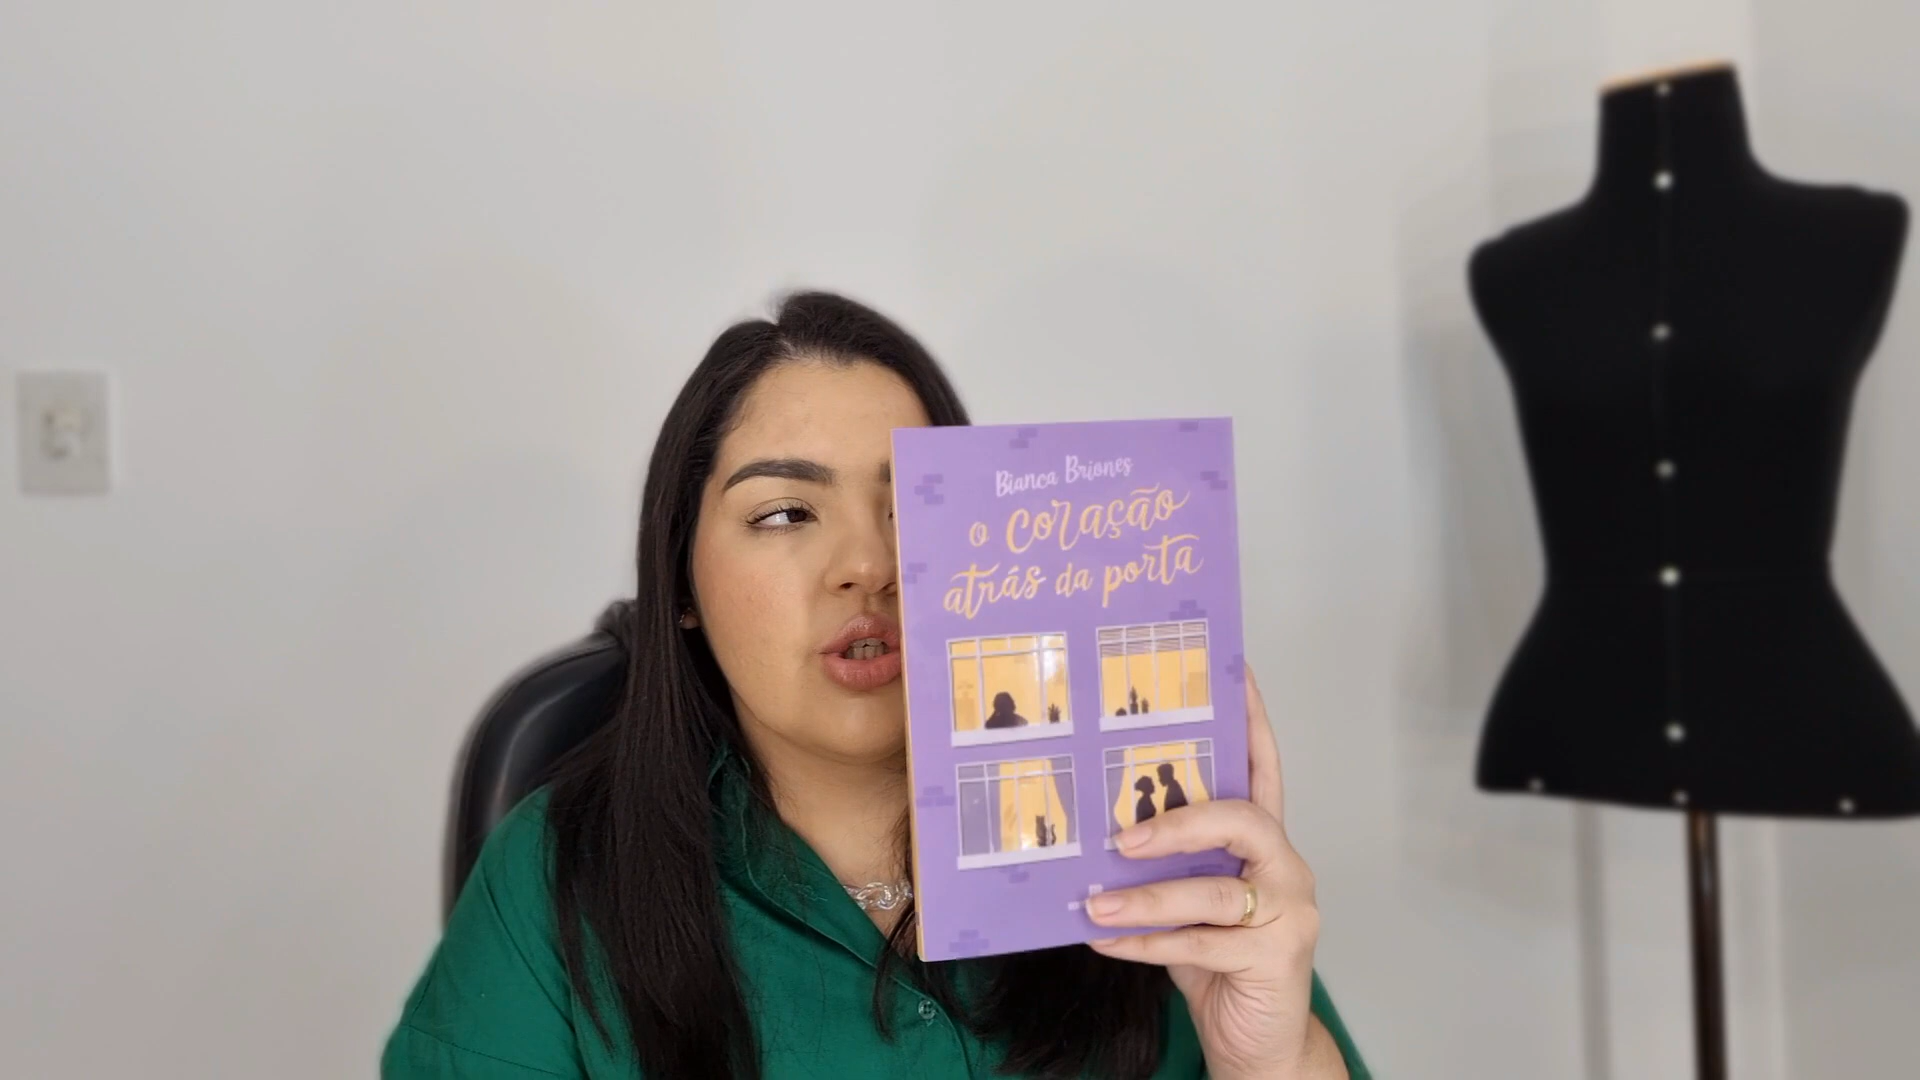 Bianca Briones
o coração
atrás da porta